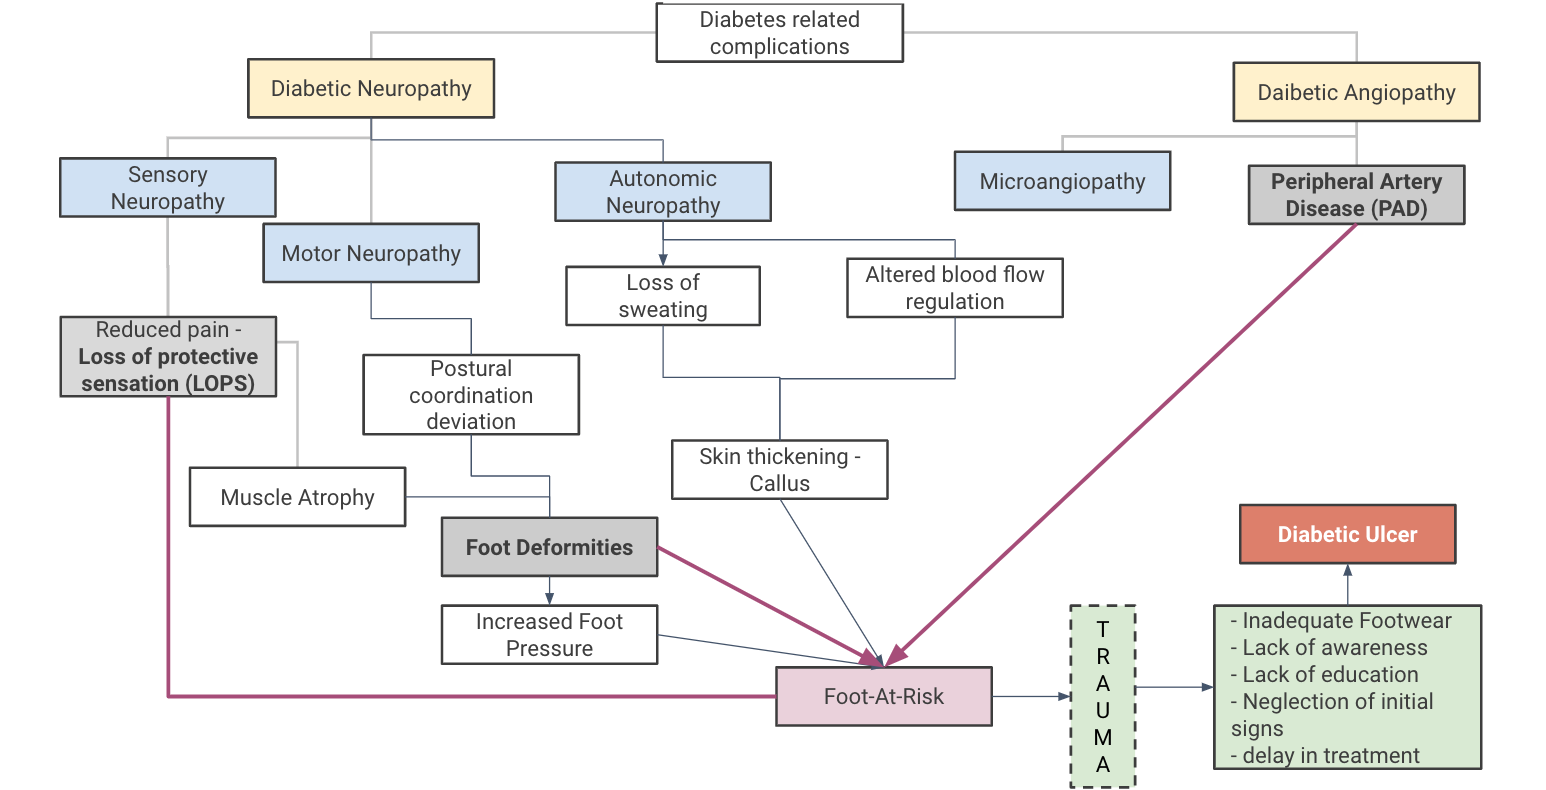 Diabetes related
complications
Diabetic Neuropathy
Daibetic Angiopathy
Sensory
Neuropathy
Motor Neuropathy
Autonomic
Neuropathy
Microangiopathy
Peripheral Artery
Disease (PAD)
Loss of
sweating
Altered blood flow
regulation
Reduced pain -
Loss of protective
sensation (LOPS)
Postural
coordination
deviation
Muscle Atrophy
Skin thickening -
Callus
Foot Deformities
Increased Foot
Pressure
Foot-At-Risk
T
R
A
U
M
A
Diabetic Ulcer
- Inadequate Footwear
- Lack of awareness
- Lack of education
- Neglection of initial
signs
- delay in treatment